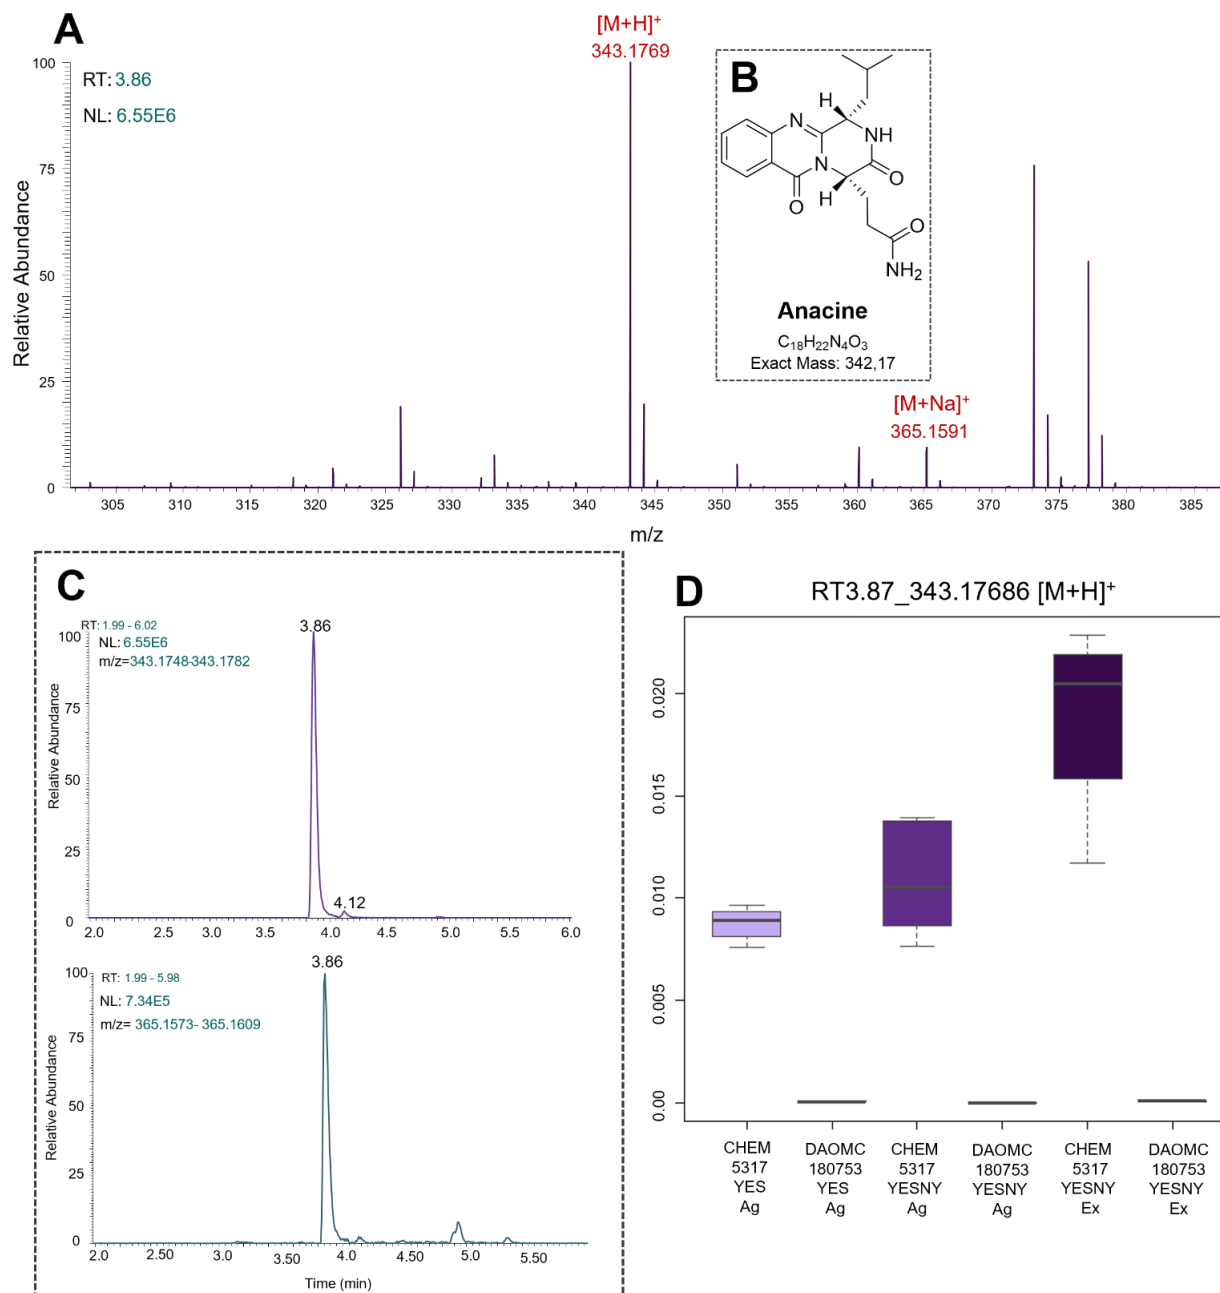 A
[M+H]⁺
343.1769
RT: 3.86
NL: 6.55E6
100
75
50
25
0
Relative Abundance
305 310 315 320 325 330 335 340 345 350 355 360 365 370 375 380 385
m/z
[M+Na]⁺
365.1591
B
H
N
NH
N
O
H
O
O
NH₂
Anacine
C₁₈H₂₂N₄O₃
Exact Mass: 342,17
C
RT: 1.99 - 6.02
NL: 6.55E6
m/z=343.1748-343.1782
3.86
4.12
100
75
50
25
0
Relative Abundance
2.0 2.5 3.0 3.5 4.0 4.5 5.0 5.5 6.0
RT: 1.99 - 5.98
NL: 7.34E5
m/z= 365.1573- 365.1609
3.86
100
75
50
25
0
Relative Abundance
2.0 2.50 3.0 3.50 4.0 4.50 5.0 5.50
Time (min)
D
RT3.87_343.17686 [M+H]⁺
0.020
0.015
0.010
0.005
0.00
CHEM 5317 YES Ag
DAOMC 180753 YES Ag
CHEM 5317 YESNY Ag
DAOMC 180753 YESNY Ag
CHEM 5317 YESNY Ex
DAOMC 180753 YESNY Ex